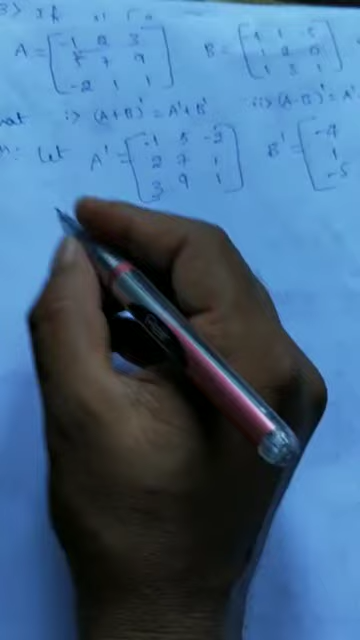 3) If
A = [ -1 2 3 B = [ -4 1 -5
5 7 9 1 2 0
-2 1 1 ] 1 3 1 ]
i) (A+B)' = A'+B' ii) (A-B)' = A'
Let A' = [ -1 5 -2 B' = [ -4
2 7 1 1
3 9 1 ] -5